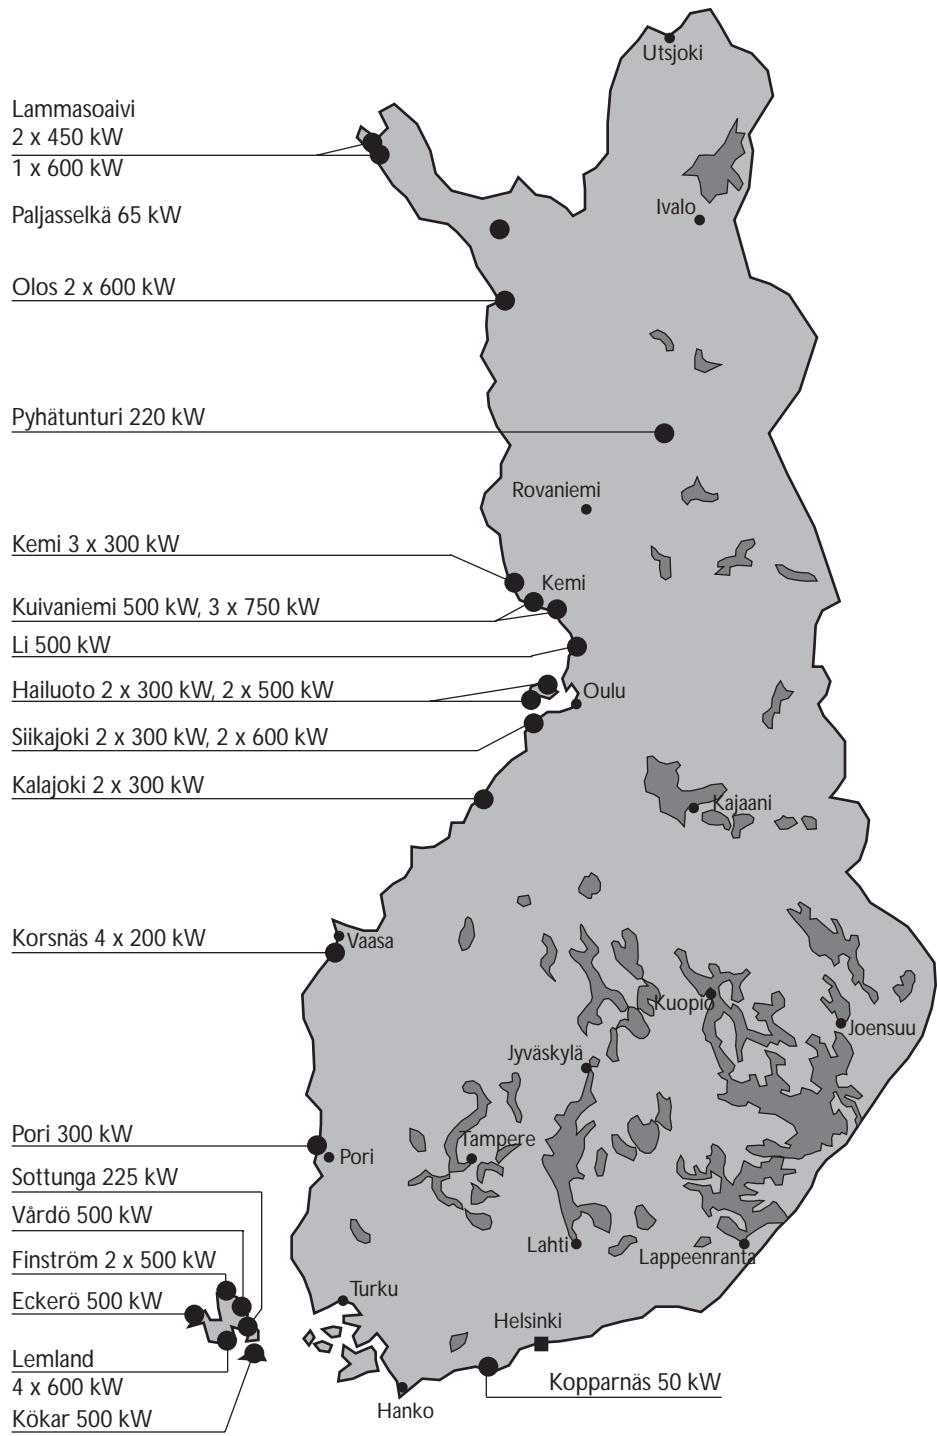 Utsjoki
Lammasoaivi
2 x 450 kW
1 x 600 kW
Ivalo
Paljasselkä 65 kW
Olos 2 x 600 kW
Pyhätunturi 220 kW
Rovaniemi
Kemi 3 x 300 kW
Kemi
Kuivaniemi 500 kW, 3 x 750 kW
Li 500 kW
Hailuoto 2 x 300 kW, 2 x 500 kW
Oulu
Siikajoki 2 x 300 kW, 2 x 600 kW
Kalajoki 2 x 300 kW
Kajaani
Korsnäs 4 x 200 kW
Vaasa
Kuopio
Joensuu
Jyväskylä
Pori 300 kW
Tampere
Pori
Sottunga 225 kW
Vårdö 500 kW
Lahti
Lappeenranta
Finström 2 x 500 kW
Turku
Eckerö 500 kW
Helsinki
Lemland
4 x 600 kW
Kopparnäs 50 kW
Hanko
Kökar 500 kW